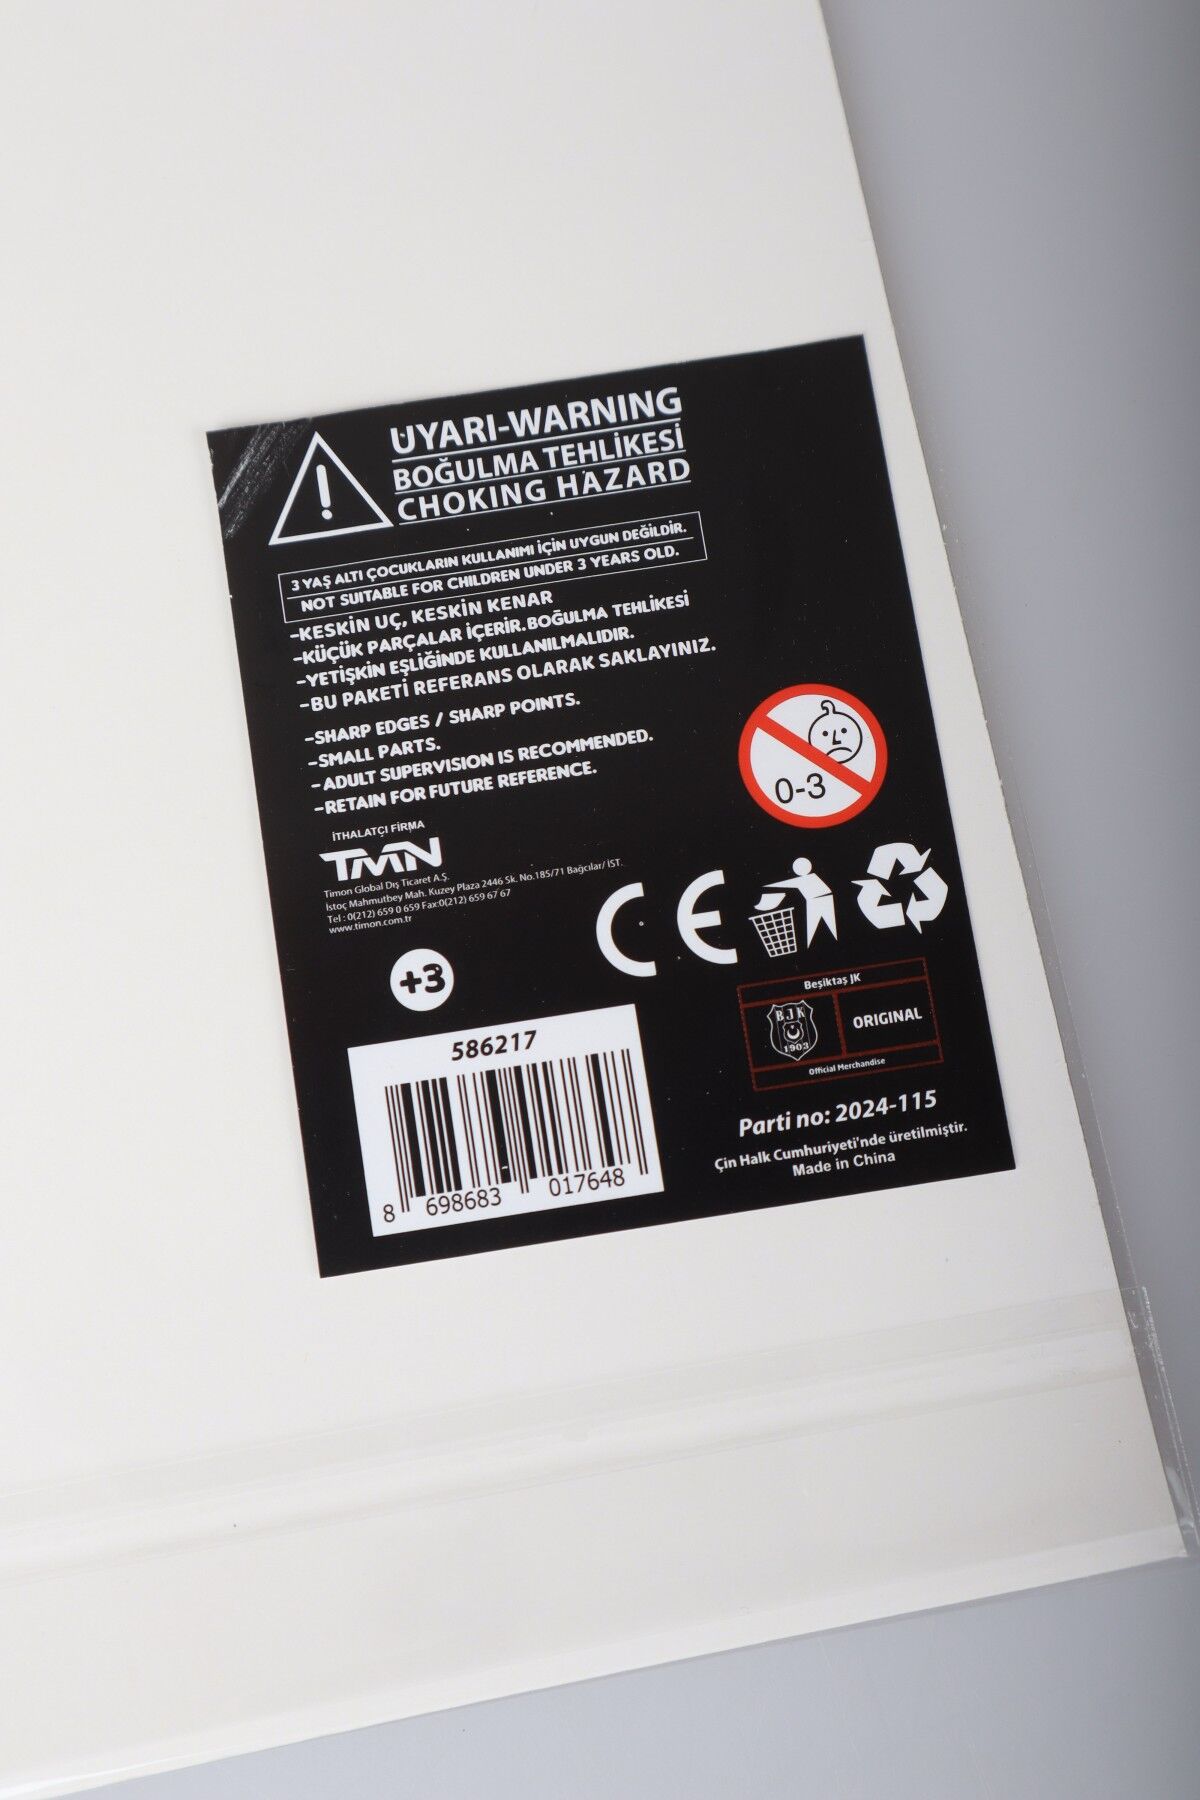 UYARI-WARNING
BOĞULMA TEHLİKESİ
CHOKING HAZARD
3 YAŞ ALTI ÇOCUKLARIN KULLANIMI İÇİN UYGUN DEĞİLDİR.
NOT SUITABLE FOR CHILDREN UNDER 3 YEARS OLD.
-KESKİN UÇ, KESKİN KENAR
-KÜÇÜK PARÇALAR İÇERİR.BOĞULMA TEHLİKESİ
-YETİŞKİN EŞLİĞİNDE KULLANILMALIDIR.
-BU PAKETİ REFERANS OLARAK SAKLAYINIZ.
-SHARP EDGES / SHARP POINTS.
-SMALL PARTS.
-ADULT SUPERVISION IS RECOMMENDED.
-RETAIN FOR FUTURE REFERENCE.
0-3
İTHALATÇI FİRMA
TMN
Timon Global Dış Ticaret A.Ş.
İstoç Mahmutbey Mah. Kuzey Plaza 2446 Sk. No.185/71 Bağcılar/ İST.
Tel : 0(212) 659 0 659 Fax:0(212) 659 67 67
www.timon.com.tr
CE
+3
586217
8 698683 017648
Beşiktaş JK
BJK
1903
ORIGINAL
Official Merchandise
Parti no: 2024-115
Çin Halk Cumhuriyeti'nde üretilmiştir.
Made in China